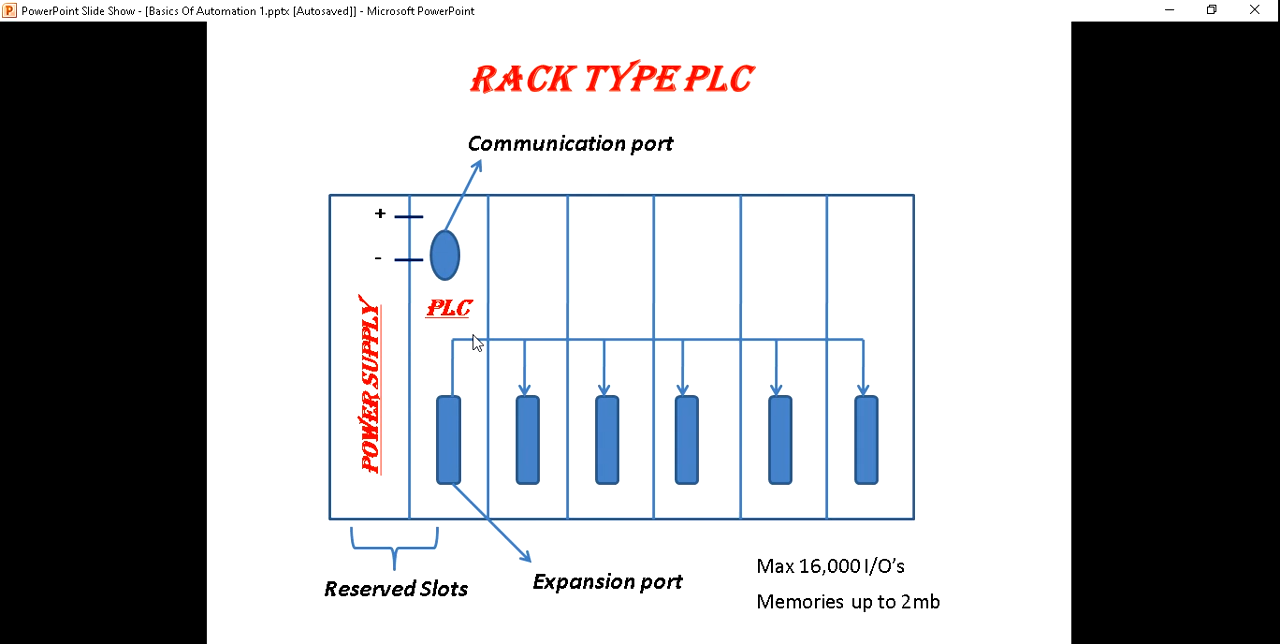 PowerPoint Slide Show - [Basics Of Automation 1.pptx [Autosaved]] - Microsoft PowerPoint
RACK TYPE PLC
Communication port
+
-
PLC
POWER SUPPLY
Reserved Slots
Expansion port
Max 16,000 I/O's
Memories up to 2mb